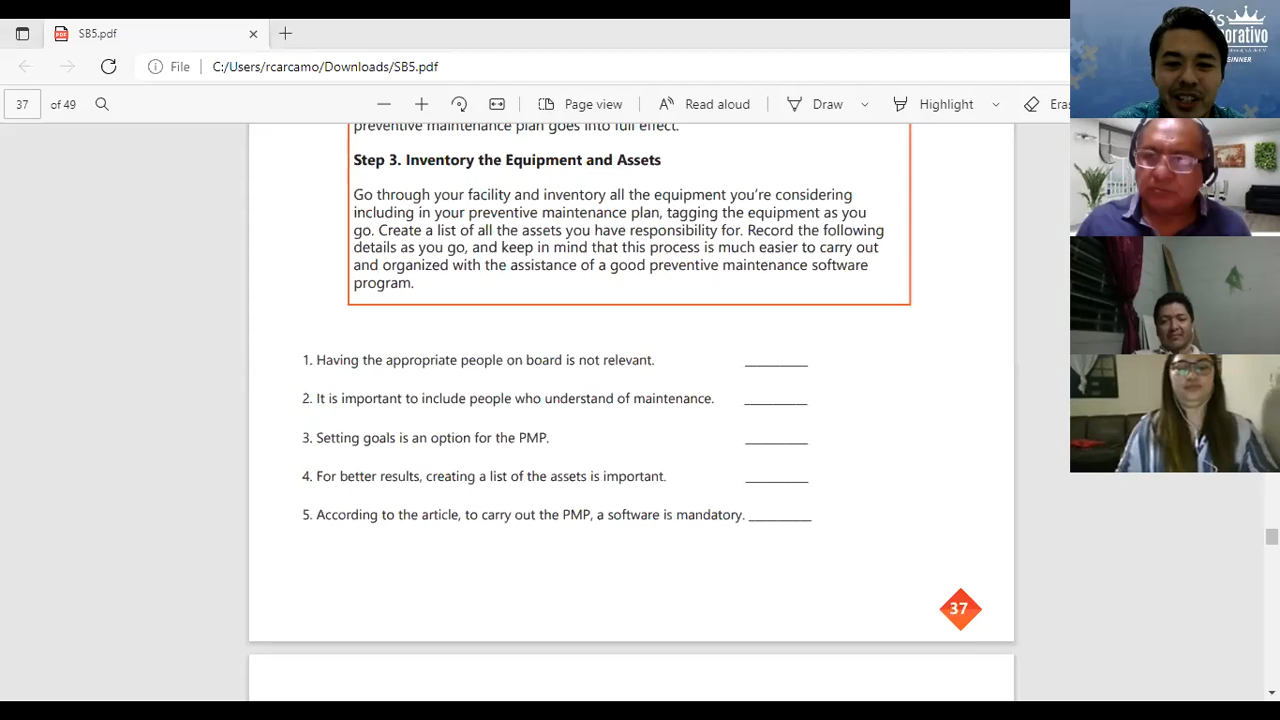 SB5.pdf
File C:/Users/rcarcamo/Downloads/SB5.pdf
37 of 49 Page view Read aloud Draw Highlight
preventive maintenance plan goes into full effect.
Step 3. Inventory the Equipment and Assets
Go through your facility and inventory all the equipment you're considering
including in your preventive maintenance plan, tagging the equipment as you
go. Create a list of all the assets you have responsibility for. Record the following
details as you go, and keep in mind that this process is much easier to carry out
and organized with the assistance of a good preventive maintenance software
program.
1. Having the appropriate people on board is not relevant. __________
2. It is important to include people who understand of maintenance. __________
3. Setting goals is an option for the PMP. __________
4. For better results, creating a list of the assets is important. __________
5. According to the article, to carry out the PMP, a software is mandatory. __________
37